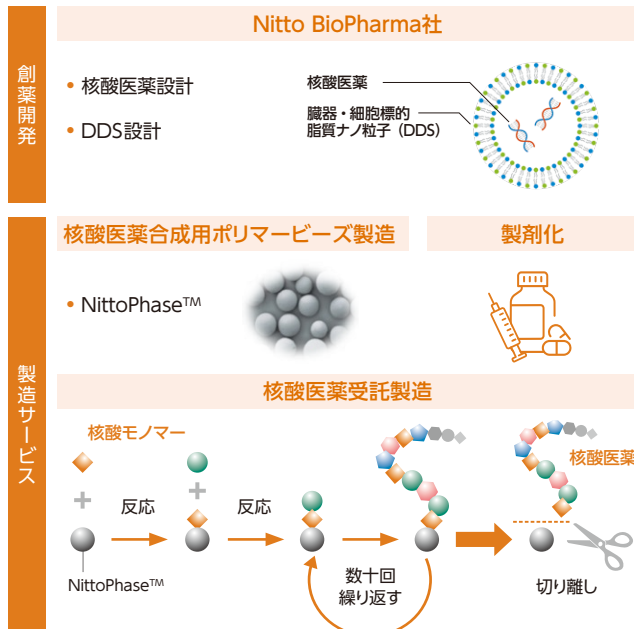 創薬開発
Nitto BioPharma社
• 核酸医薬設計
• DDS設計
核酸医薬
臓器・細胞標的
脂質ナノ粒子（DDS）
製造サービス
核酸医薬合成用ポリマービーズ製造
• NittoPhase™
製剤化
核酸医薬受託製造
核酸モノマー
反応
反応
数十回
繰り返す
NittoPhase™
核酸医薬
切り離し